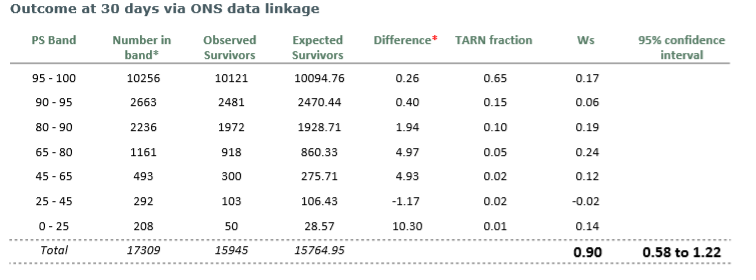 Outcome at 30 days via ONS data linkage
PS Band Number in band* Observed Survivors Expected Survivors Difference* TARN fraction Ws 95% confidence interval
95 - 100 10256 10121 10094.76 0.26 0.65 0.17
90 - 95 2663 2481 2470.44 0.40 0.15 0.06
80 - 90 2236 1972 1928.71 1.94 0.10 0.19
65 - 80 1161 918 860.33 4.97 0.05 0.24
45 - 65 493 300 275.71 4.93 0.02 0.12
25 - 45 292 103 106.43 -1.17 0.02 -0.02
0 - 25 208 50 28.57 10.30 0.01 0.14
Total 17309 15945 15764.95 0.90 0.58 to 1.22